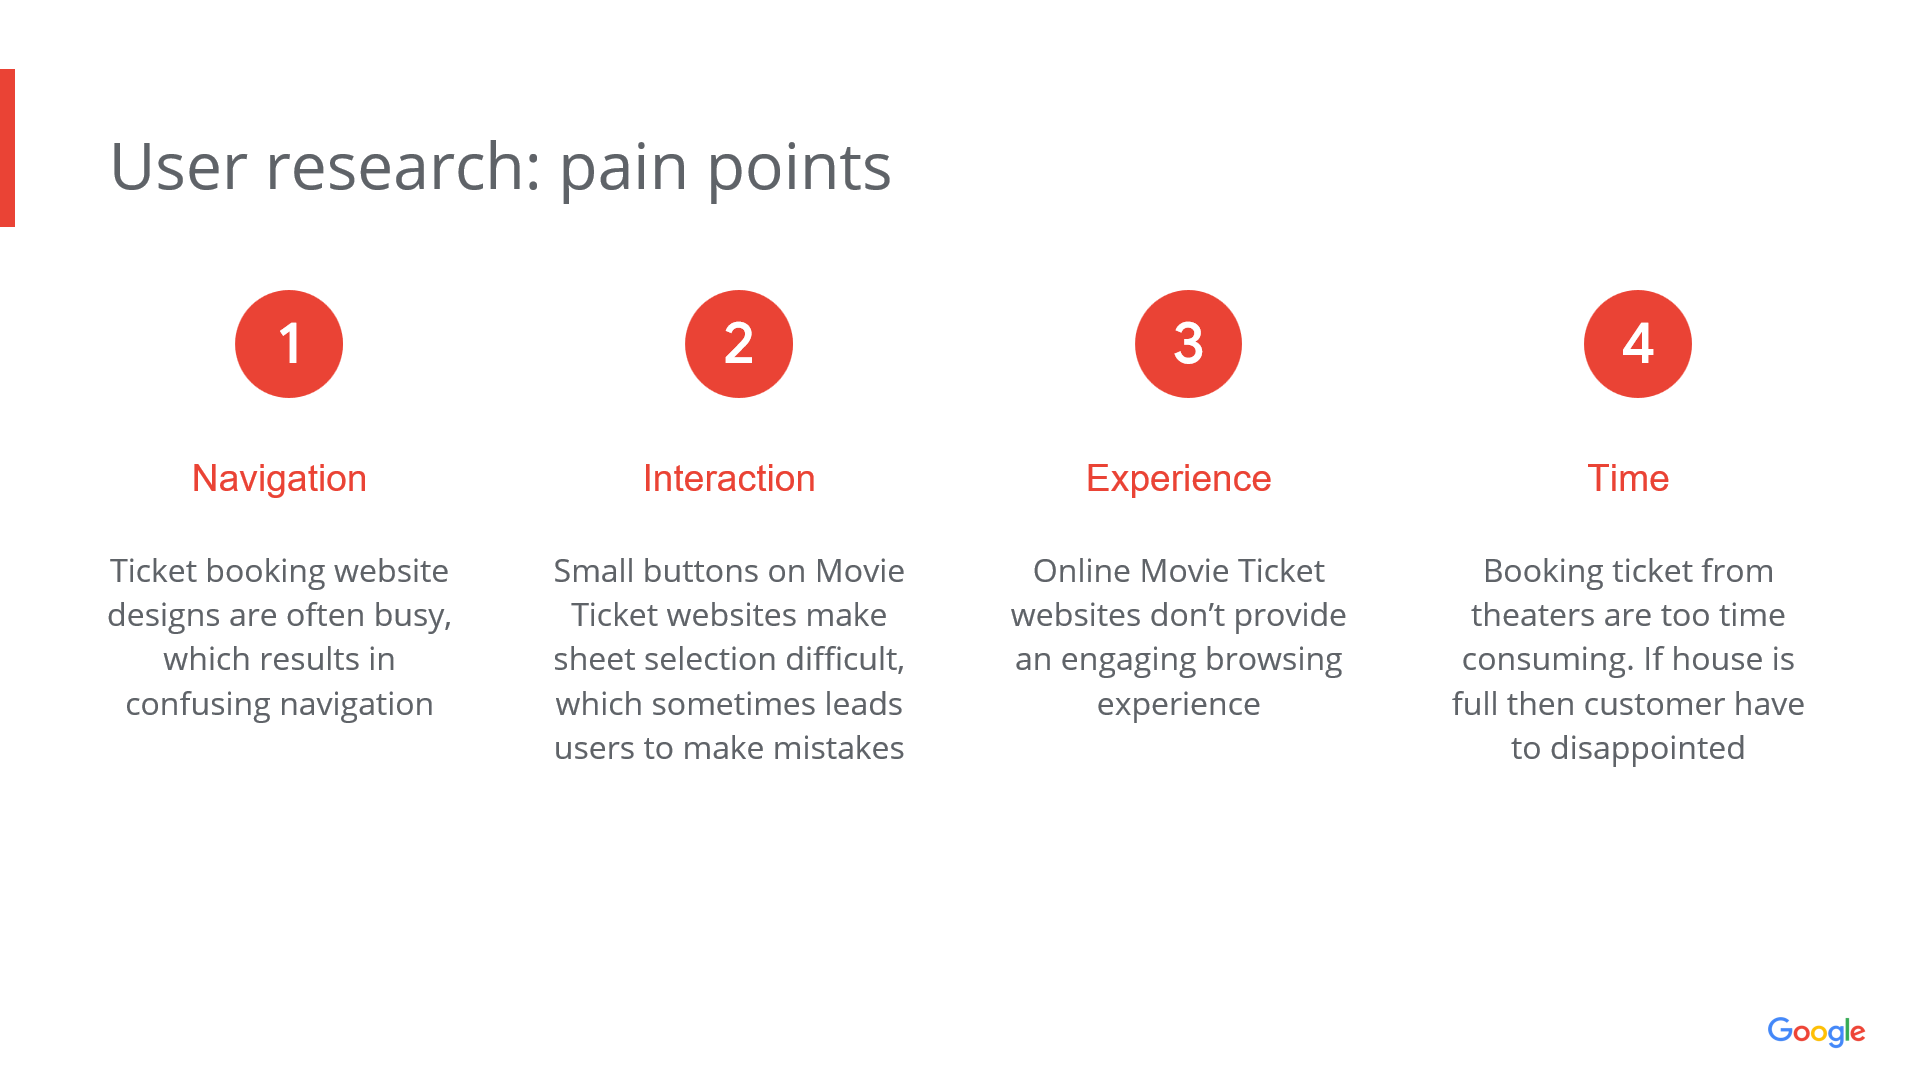 User research: pain points
1
Navigation
Ticket booking website
designs are often busy,
which results in
confusing navigation
2
Interaction
Small buttons on Movie
Ticket websites make
sheet selection difficult,
which sometimes leads
users to make mistakes
3
Experience
Online Movie Ticket
websites don’t provide
an engaging browsing
experience
4
Time
Booking ticket from
theaters are too time
consuming. If house is
full then customer have
to disappointed
Google